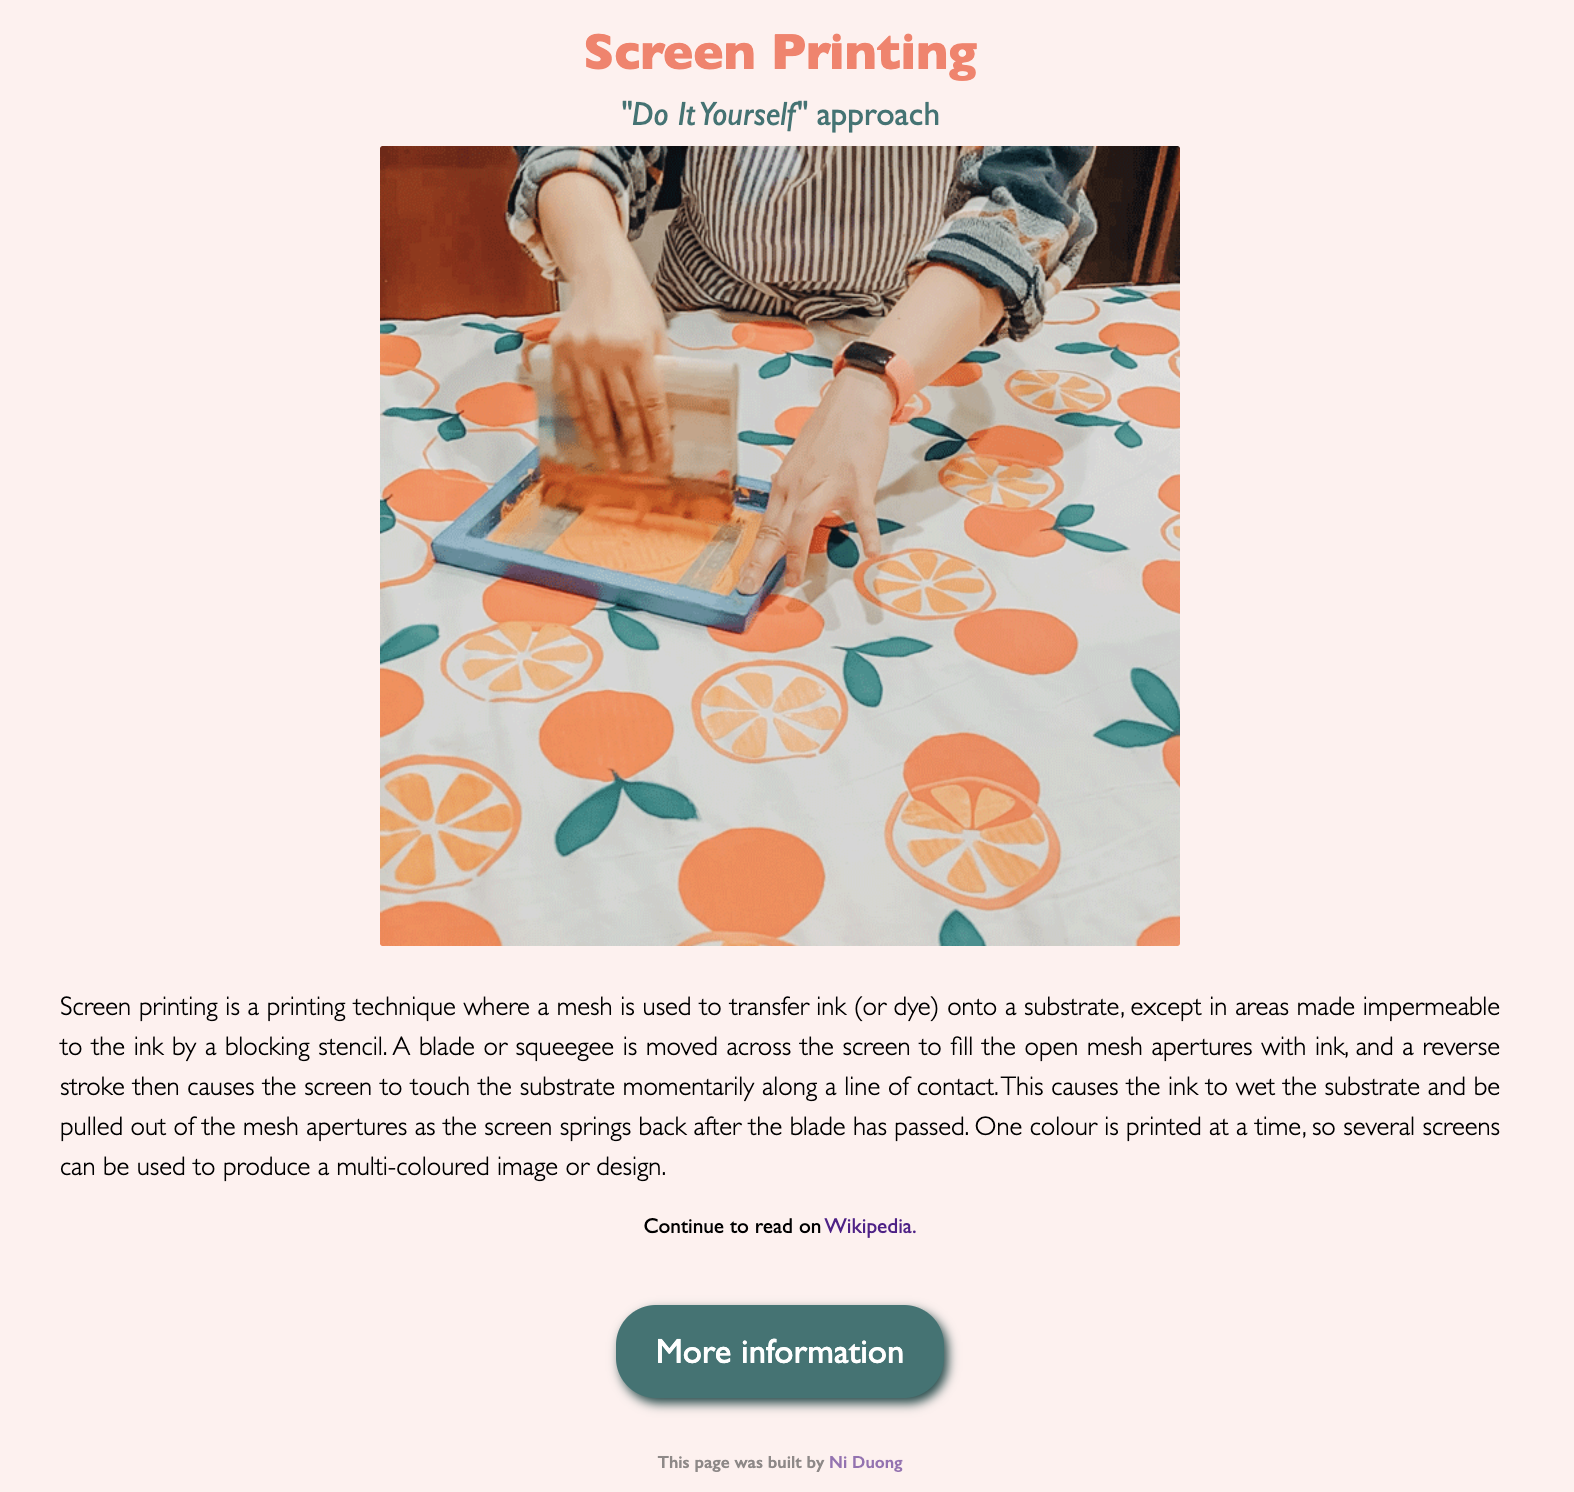 Screen Printing
"Do It Yourself" approach
Screen printing is a printing technique where a mesh is used to transfer ink (or dye) onto a substrate, except in areas made impermeable
to the ink by a blocking stencil. A blade or squeegee is moved across the screen to fill the open mesh apertures with ink, and a reverse
stroke then causes the screen to touch the substrate momentarily along a line of contact. This causes the ink to wet the substrate and be
pulled out of the mesh apertures as the screen springs back after the blade has passed. One colour is printed at a time, so several screens
can be used to produce a multi-coloured image or design.
Continue to read on Wikipedia.
More information
This page was built by Ni Duong